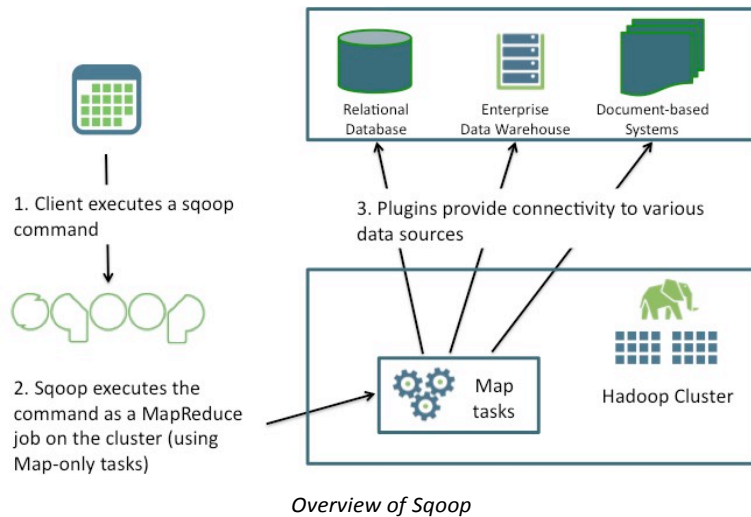 Relational
Database
Enterprise
Data Warehouse
Document-based
Systems
1. Client executes a sqoop
command
3. Plugins provide connectivity to various
data sources
sqoop
2. Sqoop executes the
command as a MapReduce
job on the cluster (using
Map-only tasks)
Map
tasks
Hadoop Cluster
Overview of Sqoop